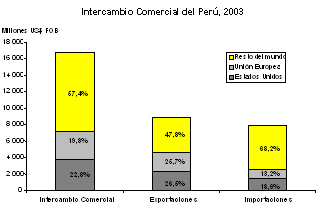 Intercambio Comercial del Perú, 2003
Millones US$ FOB
18 000
16 000
14 000
12 000
10 000
8 000
6 000
4 000
2 000
0
Resto del mundo
Unión Europea
Estados Unidos
57,4%
19,8%
22,8%
47,8%
25,7%
26,5%
68,2%
13,2%
18,6%
Intercambio Comercial
Exportaciones
Importaciones